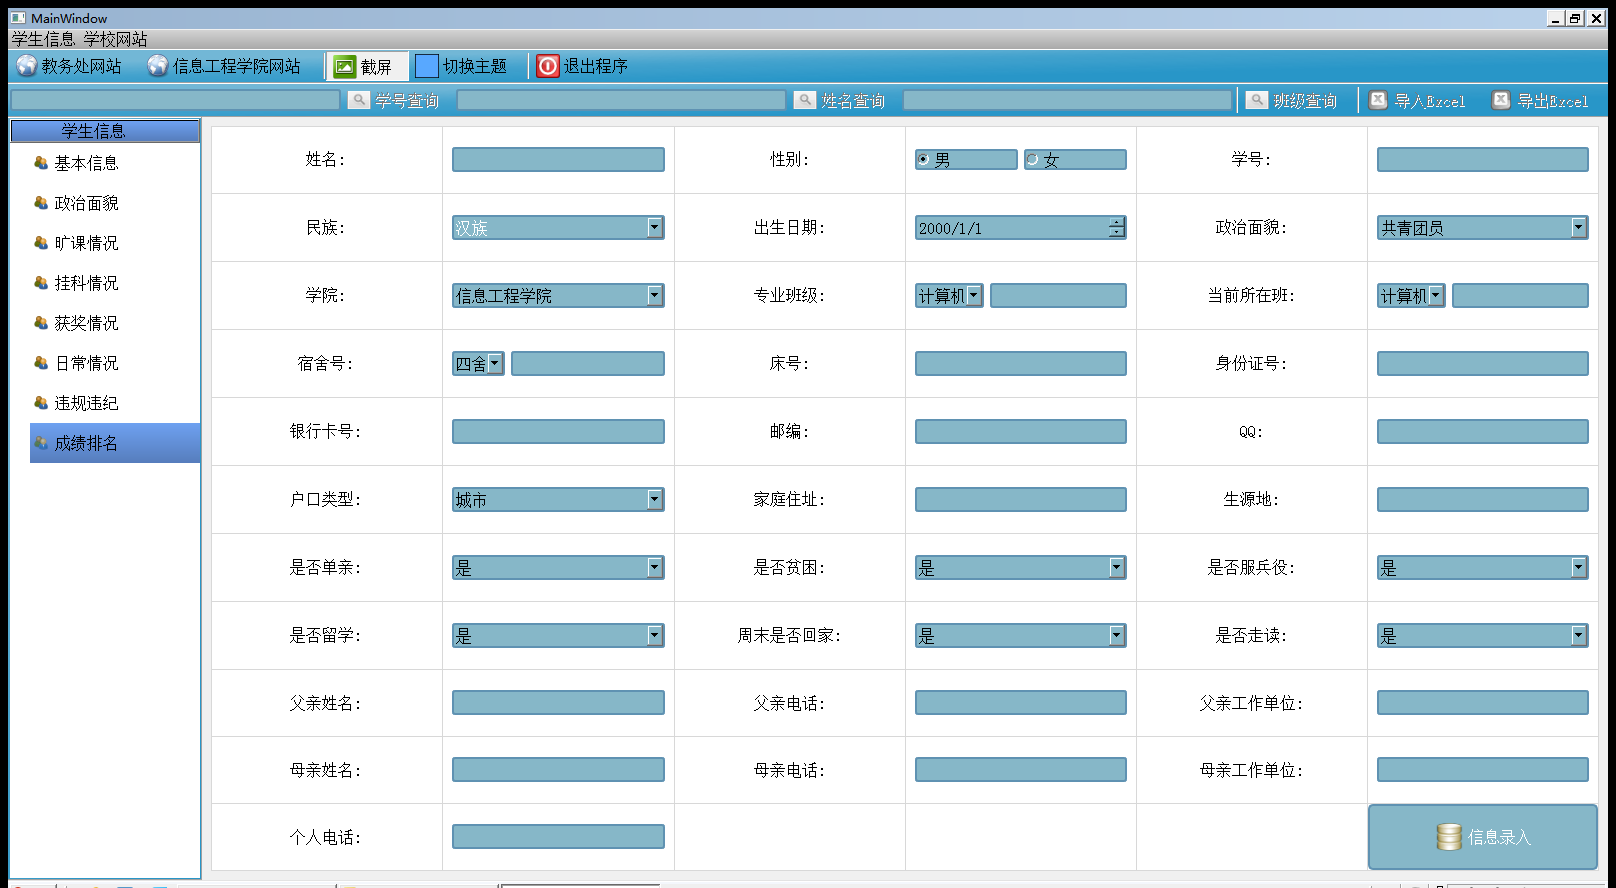 MainWindow
学生信息 学校网站
教务处网站 信息工程学院网站 截屏 切换主题 退出程序
学号查询 姓名查询 班级查询 导入Excel 导出Excel
学生信息
基本信息
政治面貌
旷课情况
挂科情况
获奖情况
日常情况
违规违纪
成绩排名
姓名: 性别: 男 女 学号:
民族: 汉族 出生日期: 2000/1/1 政治面貌: 共青团员
学院: 信息工程学院 专业班级: 计算机 当前所在班: 计算机
宿舍号: 四舍 床号: 身份证号:
银行卡号: 邮编: QQ:
户口类型: 城市 家庭住址: 生源地:
是否单亲: 是 是否贫困: 是 是否服兵役: 是
是否留学: 是 周末是否回家: 是 是否走读: 是
父亲姓名: 父亲电话: 父亲工作单位:
母亲姓名: 母亲电话: 母亲工作单位:
个人电话: 信息录入